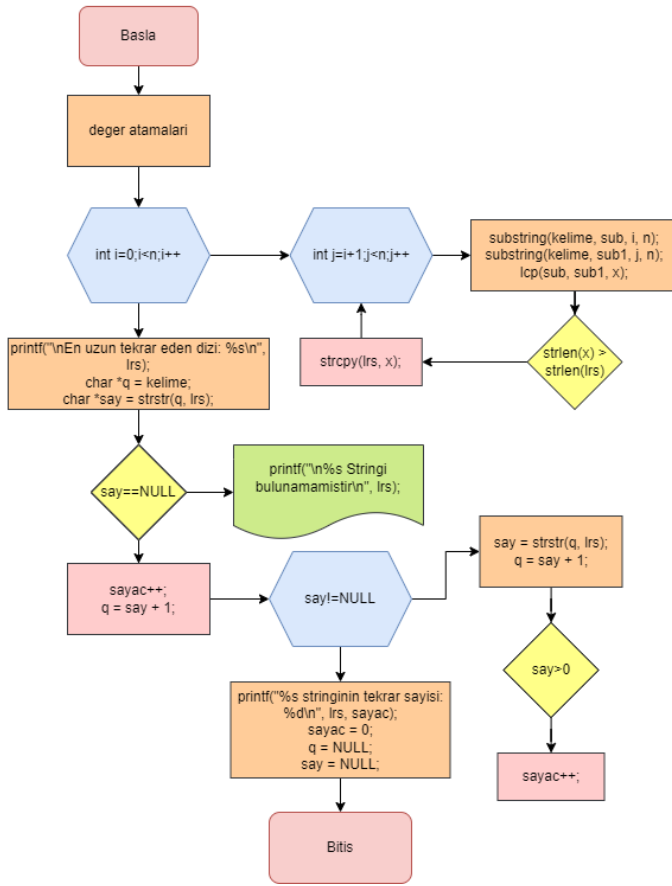 Basla
deger atamalari
int i=0;i<n;i++
int j=i+1;j<n;j++
substring(kelime, sub, i, n);
substring(kelime, sub1, j, n);
lcp(sub, sub1, x);
strlen(x) >
strlen(lrs)
strcpy(lrs, x);
printf("\nEn uzun tekrar eden dizi: %s\n",
lrs);
char *q = kelime;
char *say = strstr(q, lrs);
say==NULL
printf("\n%s Stringi
bulunamamistir\n", lrs);
sayac++;
q = say + 1;
say!=NULL
say = strstr(q, lrs);
q = say + 1;
say>0
sayac++;
printf("%s stringinin tekrar sayisi:
%d\n", lrs, sayac);
sayac = 0;
q = NULL;
say = NULL;
Bitis